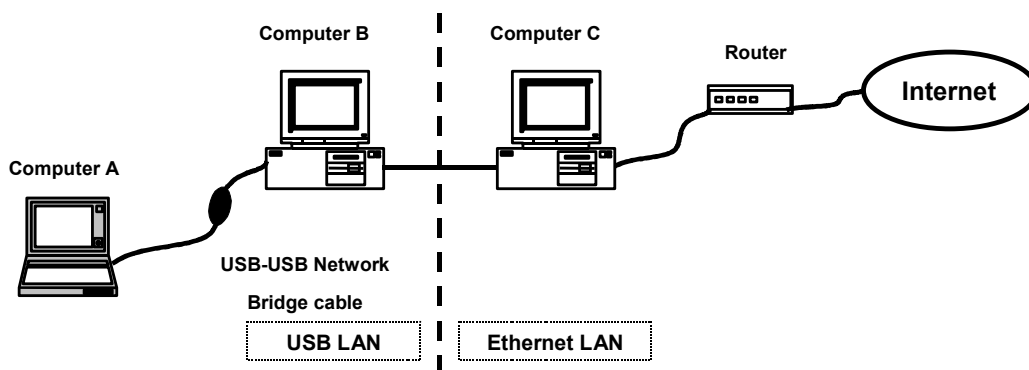 Computer B
Computer C
Router
Internet
Computer A
USB-USB Network
Bridge cable
USB LAN
Ethernet LAN